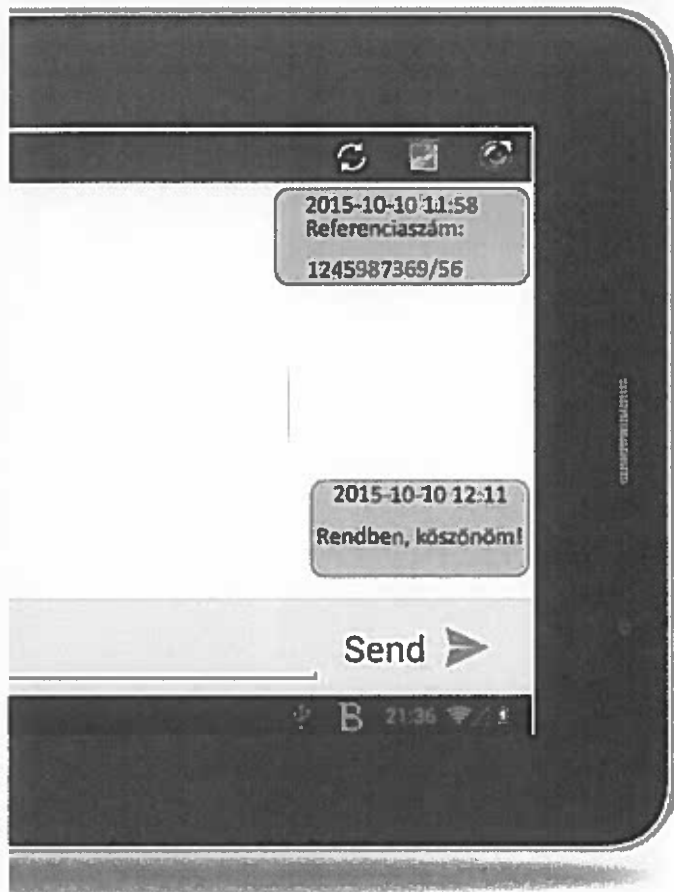 2015-10-10 11:58
Referenciaszám:
1245987369/56
2015-10-10 12:11
Rendben, köszönöm!
Send
B 21:36